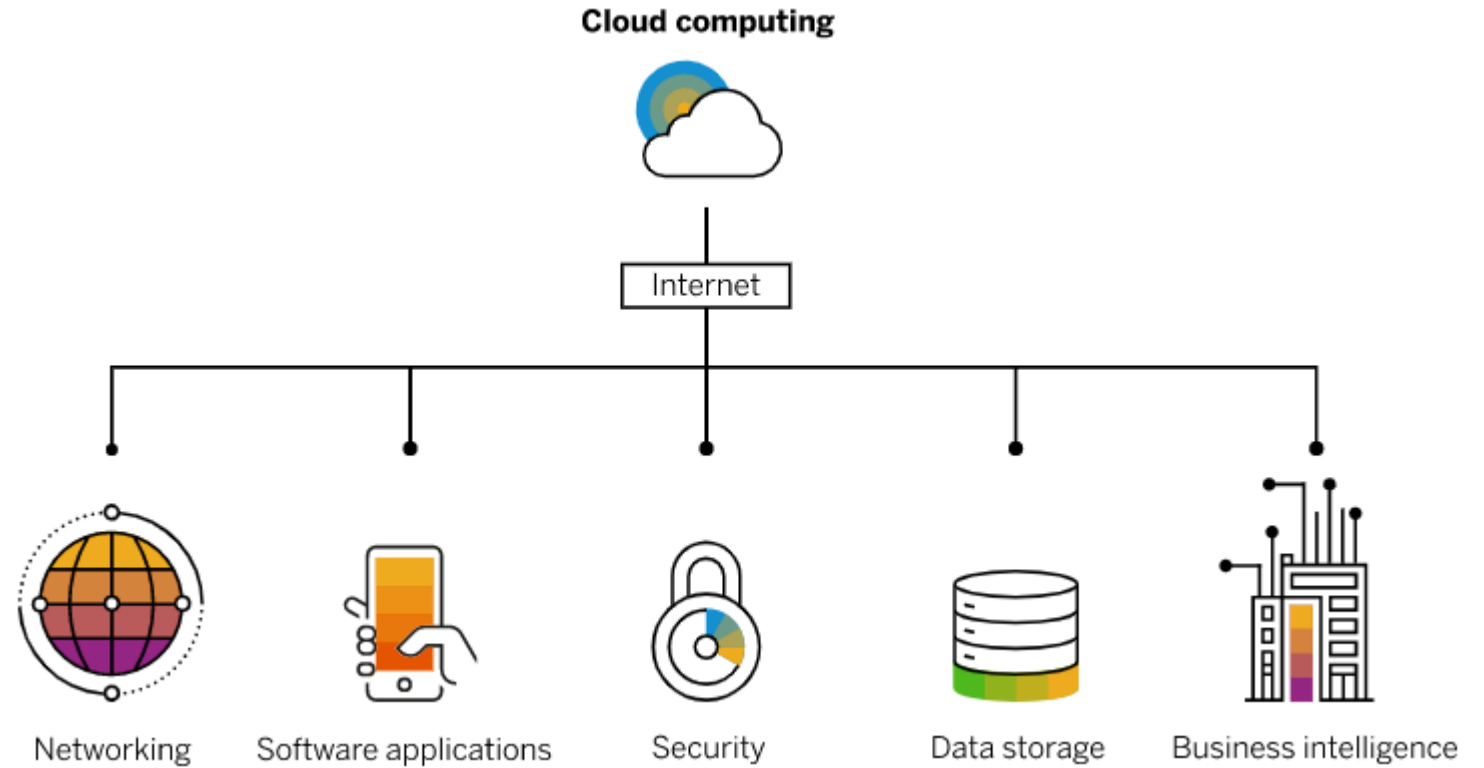 Cloud computing
Internet
Networking
Software applications
Security
Data storage
Business intelligence